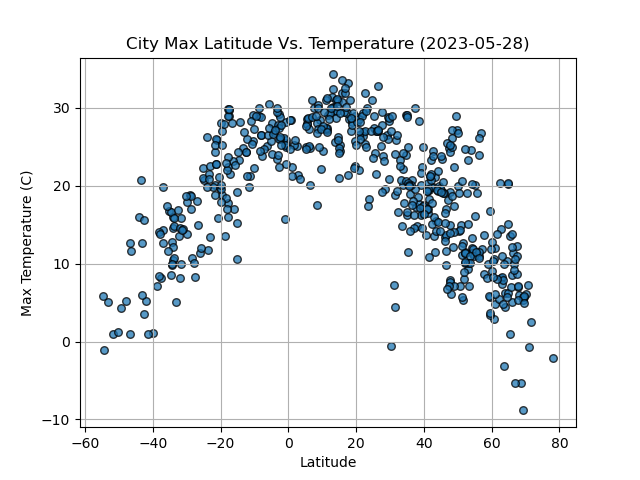 City Max Latitude Vs. Temperature (2023-05-28)
Max Temperature (C)
30
20
10
0
−10
−60 −40 −20 0 20 40 60 80
Latitude